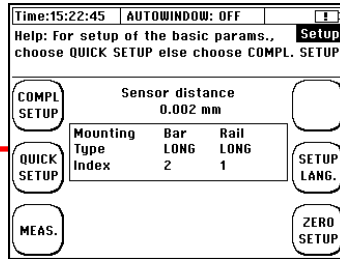 Time:15:22:45 AUTOWINDOW: OFF !
Help: For setup of the basic params., Setup
choose QUICK SETUP else choose COMPL. SETUP
COMPL
SETUP
Sensor distance
0.002 mm
Mounting Bar Rail
Type LONG LONG
Index 2 1
QUICK
SETUP
SETUP
LANG.
MEAS.
ZERO
SETUP